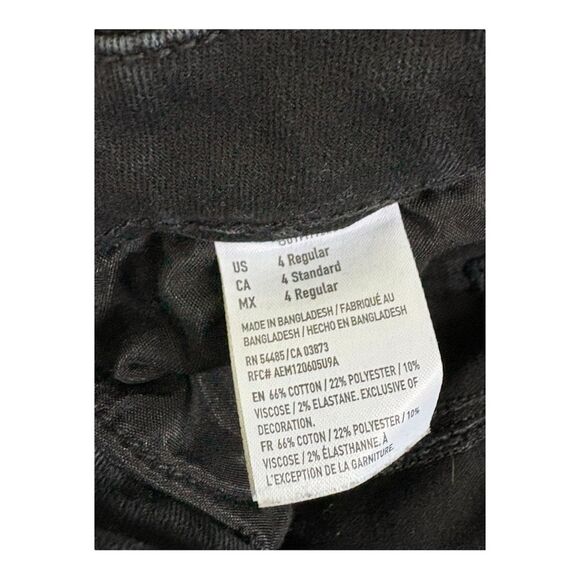 US 4 Regular
CA 4 Standard
MX 4 Regular
MADE IN BANGLADESH / FABRIQUÉ AU
BANGLADESH / HECHO EN BANGLADESH
RN 54485 / CA 03873
RFC# AEM120605U9A
EN 66% COTTON / 22% POLYESTER / 10%
VISCOSE / 2% ELASTANE. EXCLUSIVE OF
DECORATION.
FR 66% COTON / 22% POLYESTER / 10%
VISCOSE / 2% ÉLASTHANNE. À
L'EXCEPTION DE LA GARNITURE.